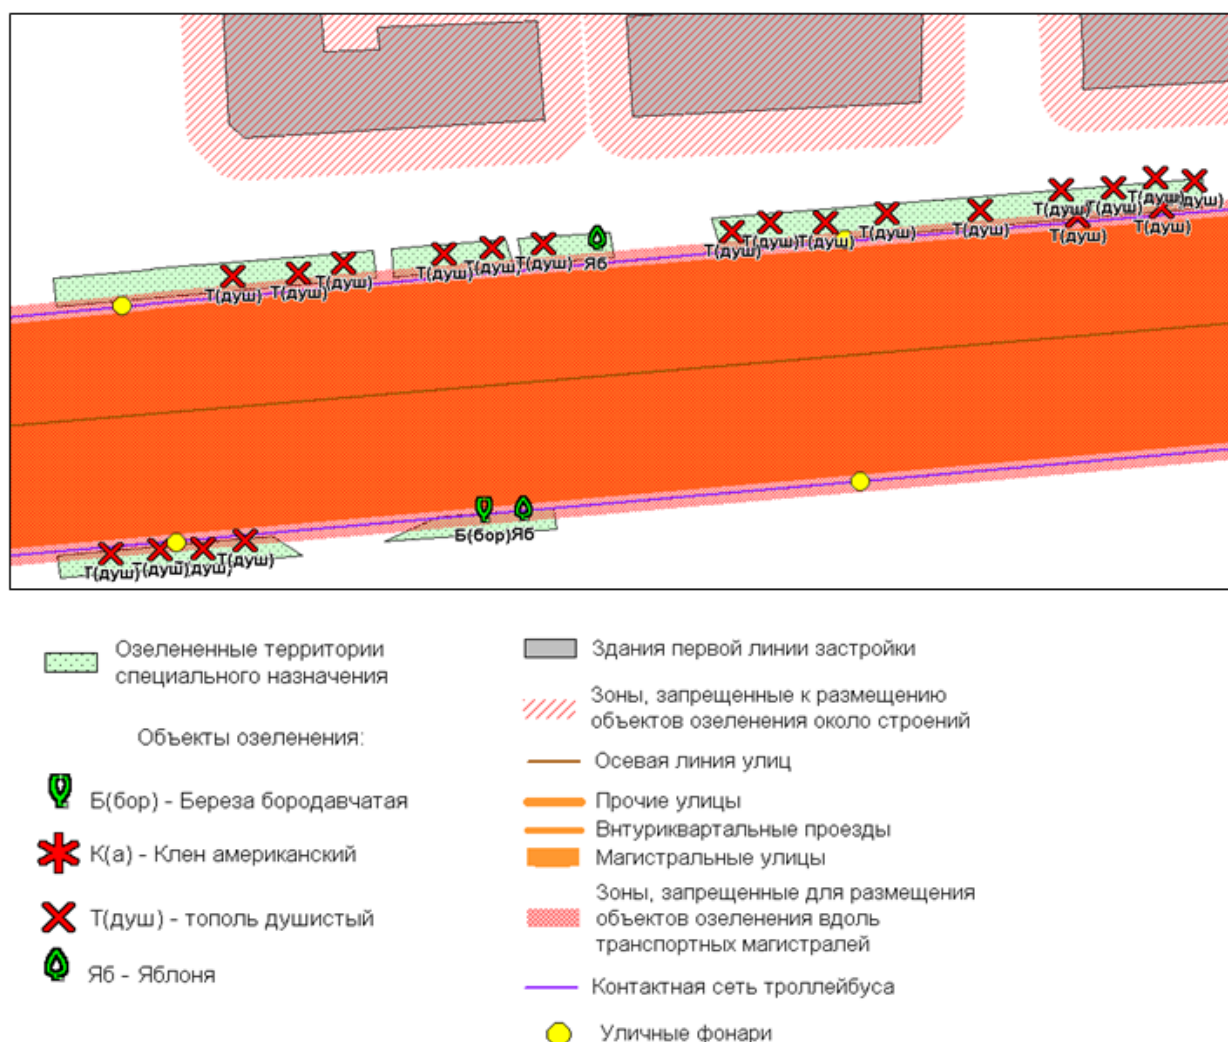 Т(душ)
Т(душ)
Т(душ)
Т(душ)
Т(душ)
Т(душ)
Яб
Т(душ)
Т(душ)
Т(душ)
Т(душ)
Т(душ)
Т(душ)
Т(душ)
Т(душ)
душ)
Т(душ)
Т(душ)
Б(бор)
Яб
Т(душ)
Т(душ)
душ)
Т(душ)
Озелененные территории
специального назначения
Объекты озеленения:
Б(бор) - Береза бородавчатая
К(а) - Клен американский
Т(душ) - тополь душистый
Яб - Яблоня
Здания первой линии застройки
Зоны, запрещенные к размещению
объектов озеленения около строений
Осевая линия улиц
Прочие улицы
Внтуриквартальные проезды
Магистральные улицы
Зоны, запрещенные для размещения
объектов озеленения вдоль
транспортных магистралей
Контактная сеть троллейбуса
Уличные фонари